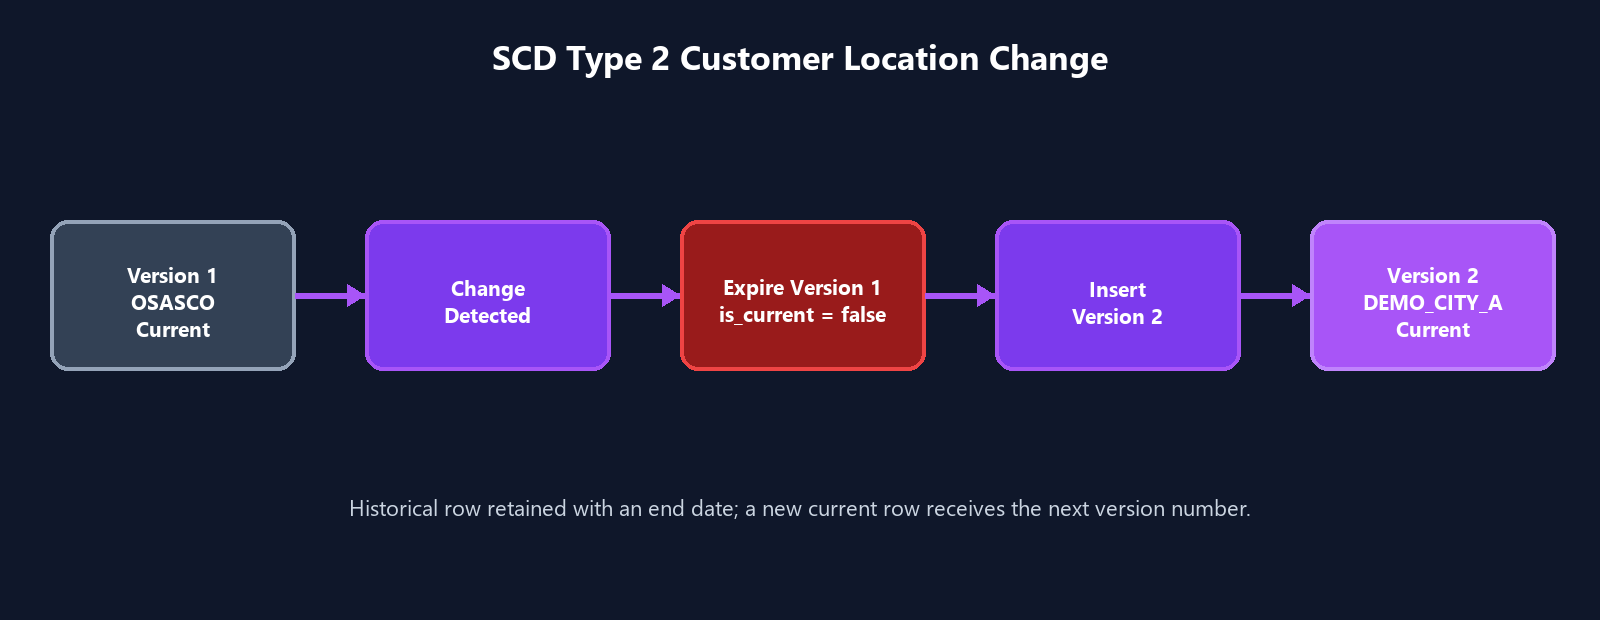 SCD Type 2 Customer Location Change
Version 1
OSASCO
Current
Change
Detected
Expire Version 1
is_current = false
Insert
Version 2
Version 2
DEMO_CITY_A
Current
Historical row retained with an end date; a new current row receives the next version number.